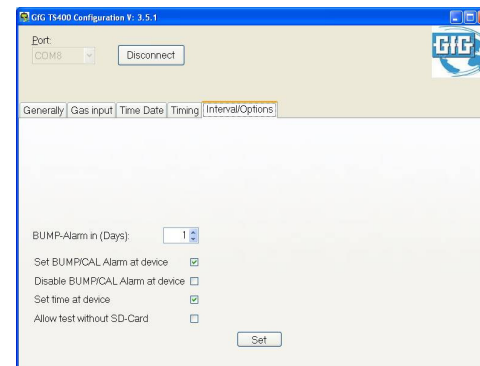 GfG TS400 Configuration V: 3.5.1
Port:
COM8
Disconnect
GfG
Generally Gas input Time Date Timing Interval/Options
BUMP-Alarm in (Days): 1
Set BUMP/CAL Alarm at device
Disable BUMP/CAL Alarm at device
Set time at device
Allow test without SD-Card
Set